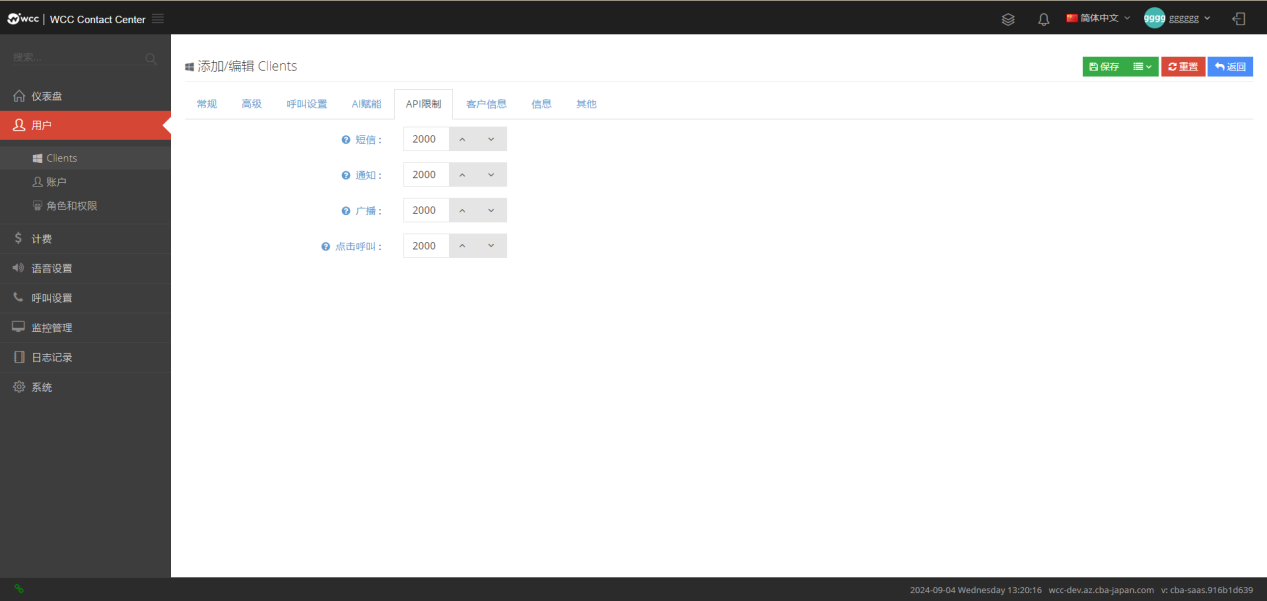 wcc | WCC Contact Center
简体中文
gggg gggggg
搜索...
仪表盘
用户
Clients
账户
角色和权限
计费
语音设置
呼叫设置
监控管理
日志记录
系统
添加/编辑 Clients
保存
重置
返回
常规 高级 呼叫设置 AI赋能 API限制 客户信息 信息 其他
短信 : 2000
通知 : 2000
广播 : 2000
点击呼叫 : 2000
2024-09-04 Wednesday 13:20:16 wcc-dev.az.cba-japan.com v: cba-saas.916b1d639